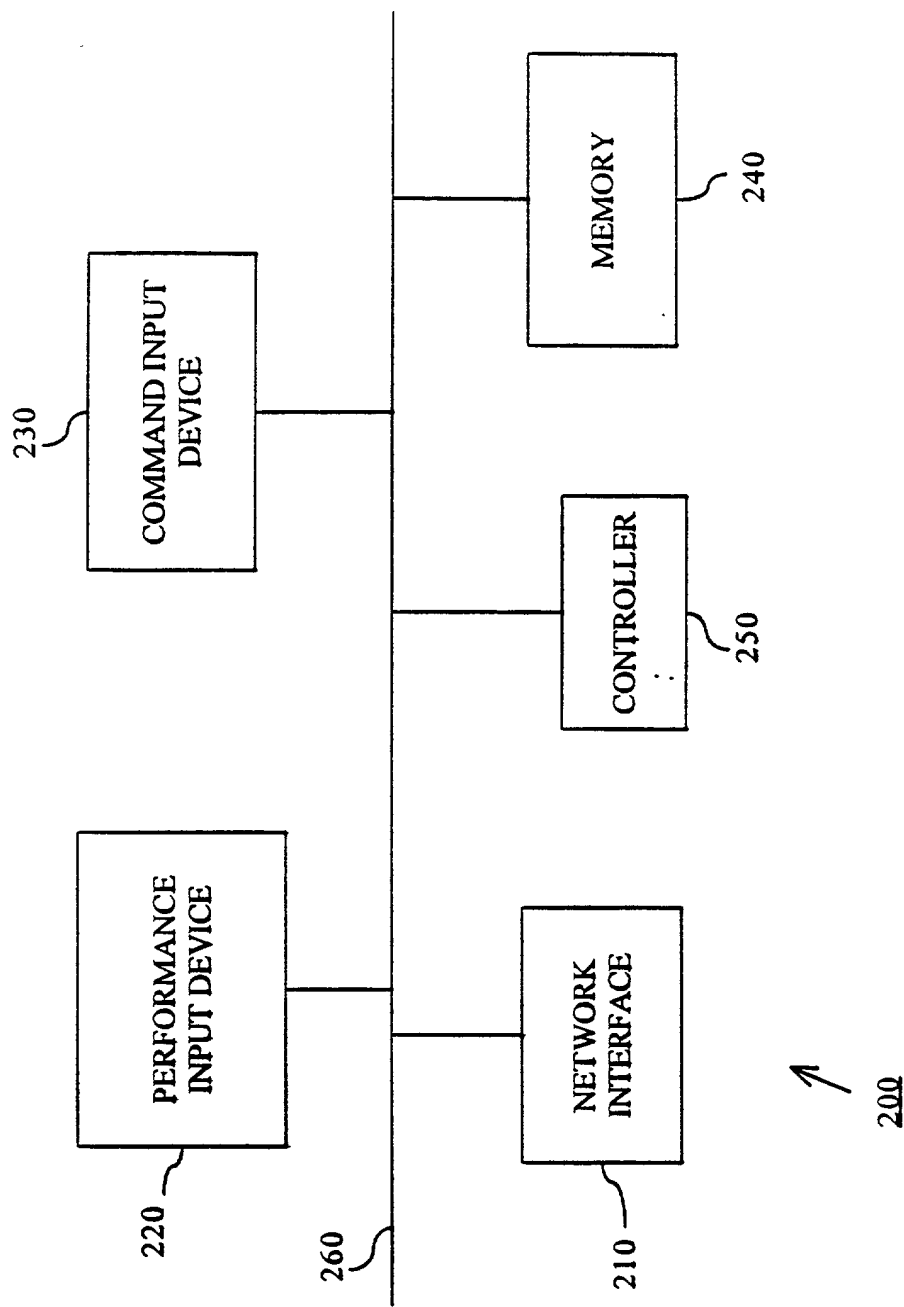 220
PERFORMANCE
INPUT DEVICE
230
COMMAND INPUT
DEVICE
260
210
NETWORK
INTERFACE
CONTROLLER
250
MEMORY
240
200